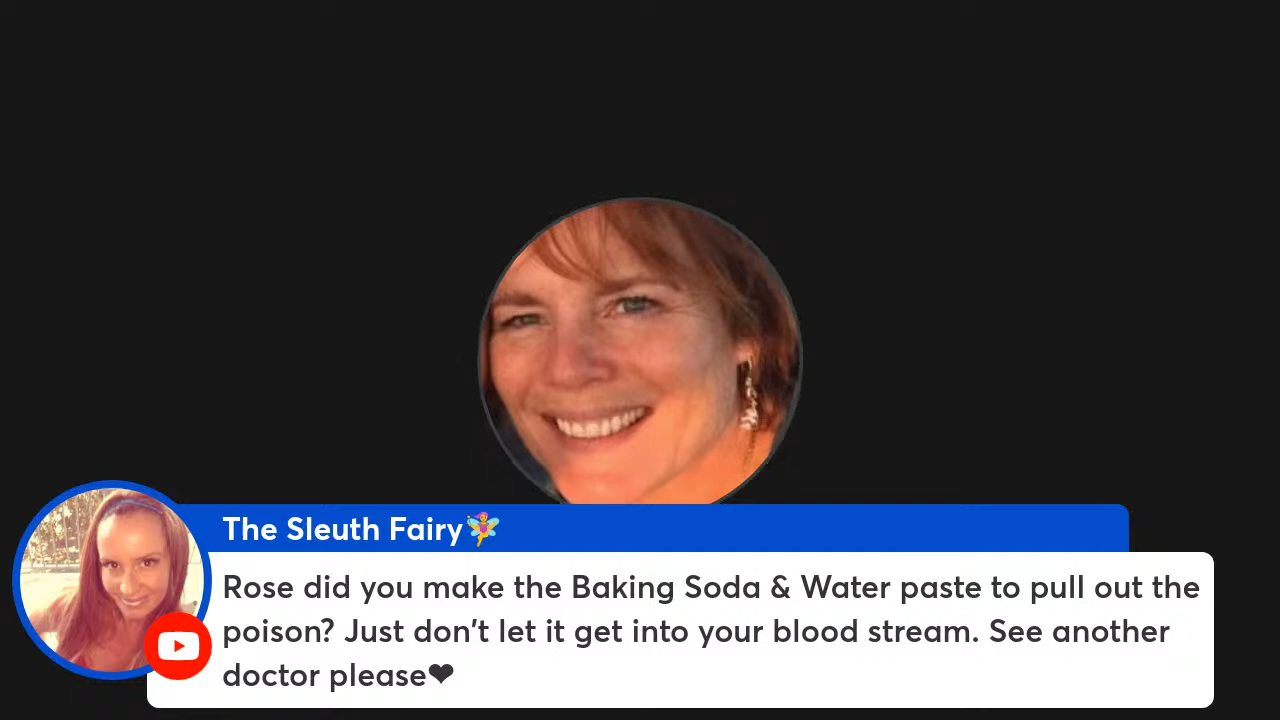 The Sleuth Fairy🧚
Rose did you make the Baking Soda & Water paste to pull out the
poison? Just don't let it get into your blood stream. See another
doctor please❤